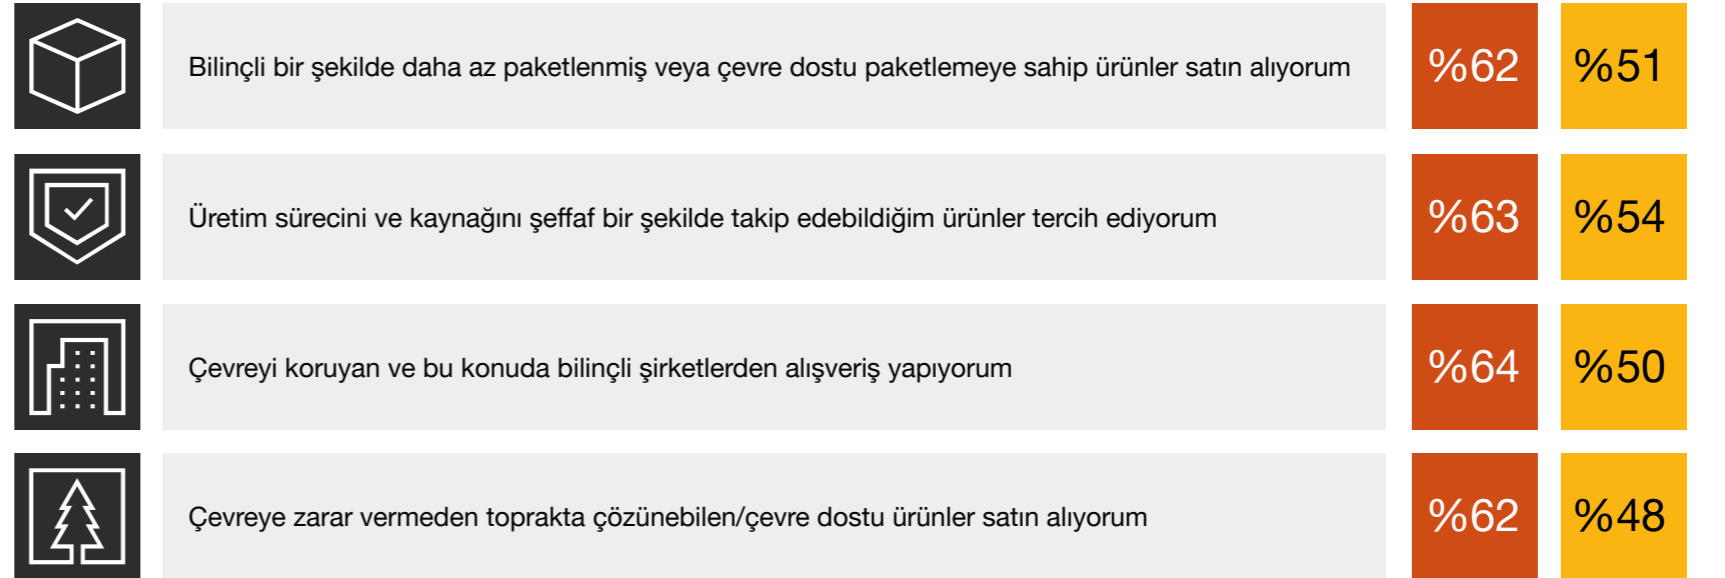 Bilinçli bir şekilde daha az paketlenmiş veya çevre dostu paketlemeye sahip ürünler satın alıyorum %62 %51
Üretim sürecini ve kaynağını şeffaf bir şekilde takip edebildiğim ürünler tercih ediyorum %63 %54
Çevreyi koruyan ve bu konuda bilinçli şirketlerden alışveriş yapıyorum %64 %50
Çevreye zarar vermeden toprakta çözünebilen/çevre dostu ürünler satın alıyorum %62 %48